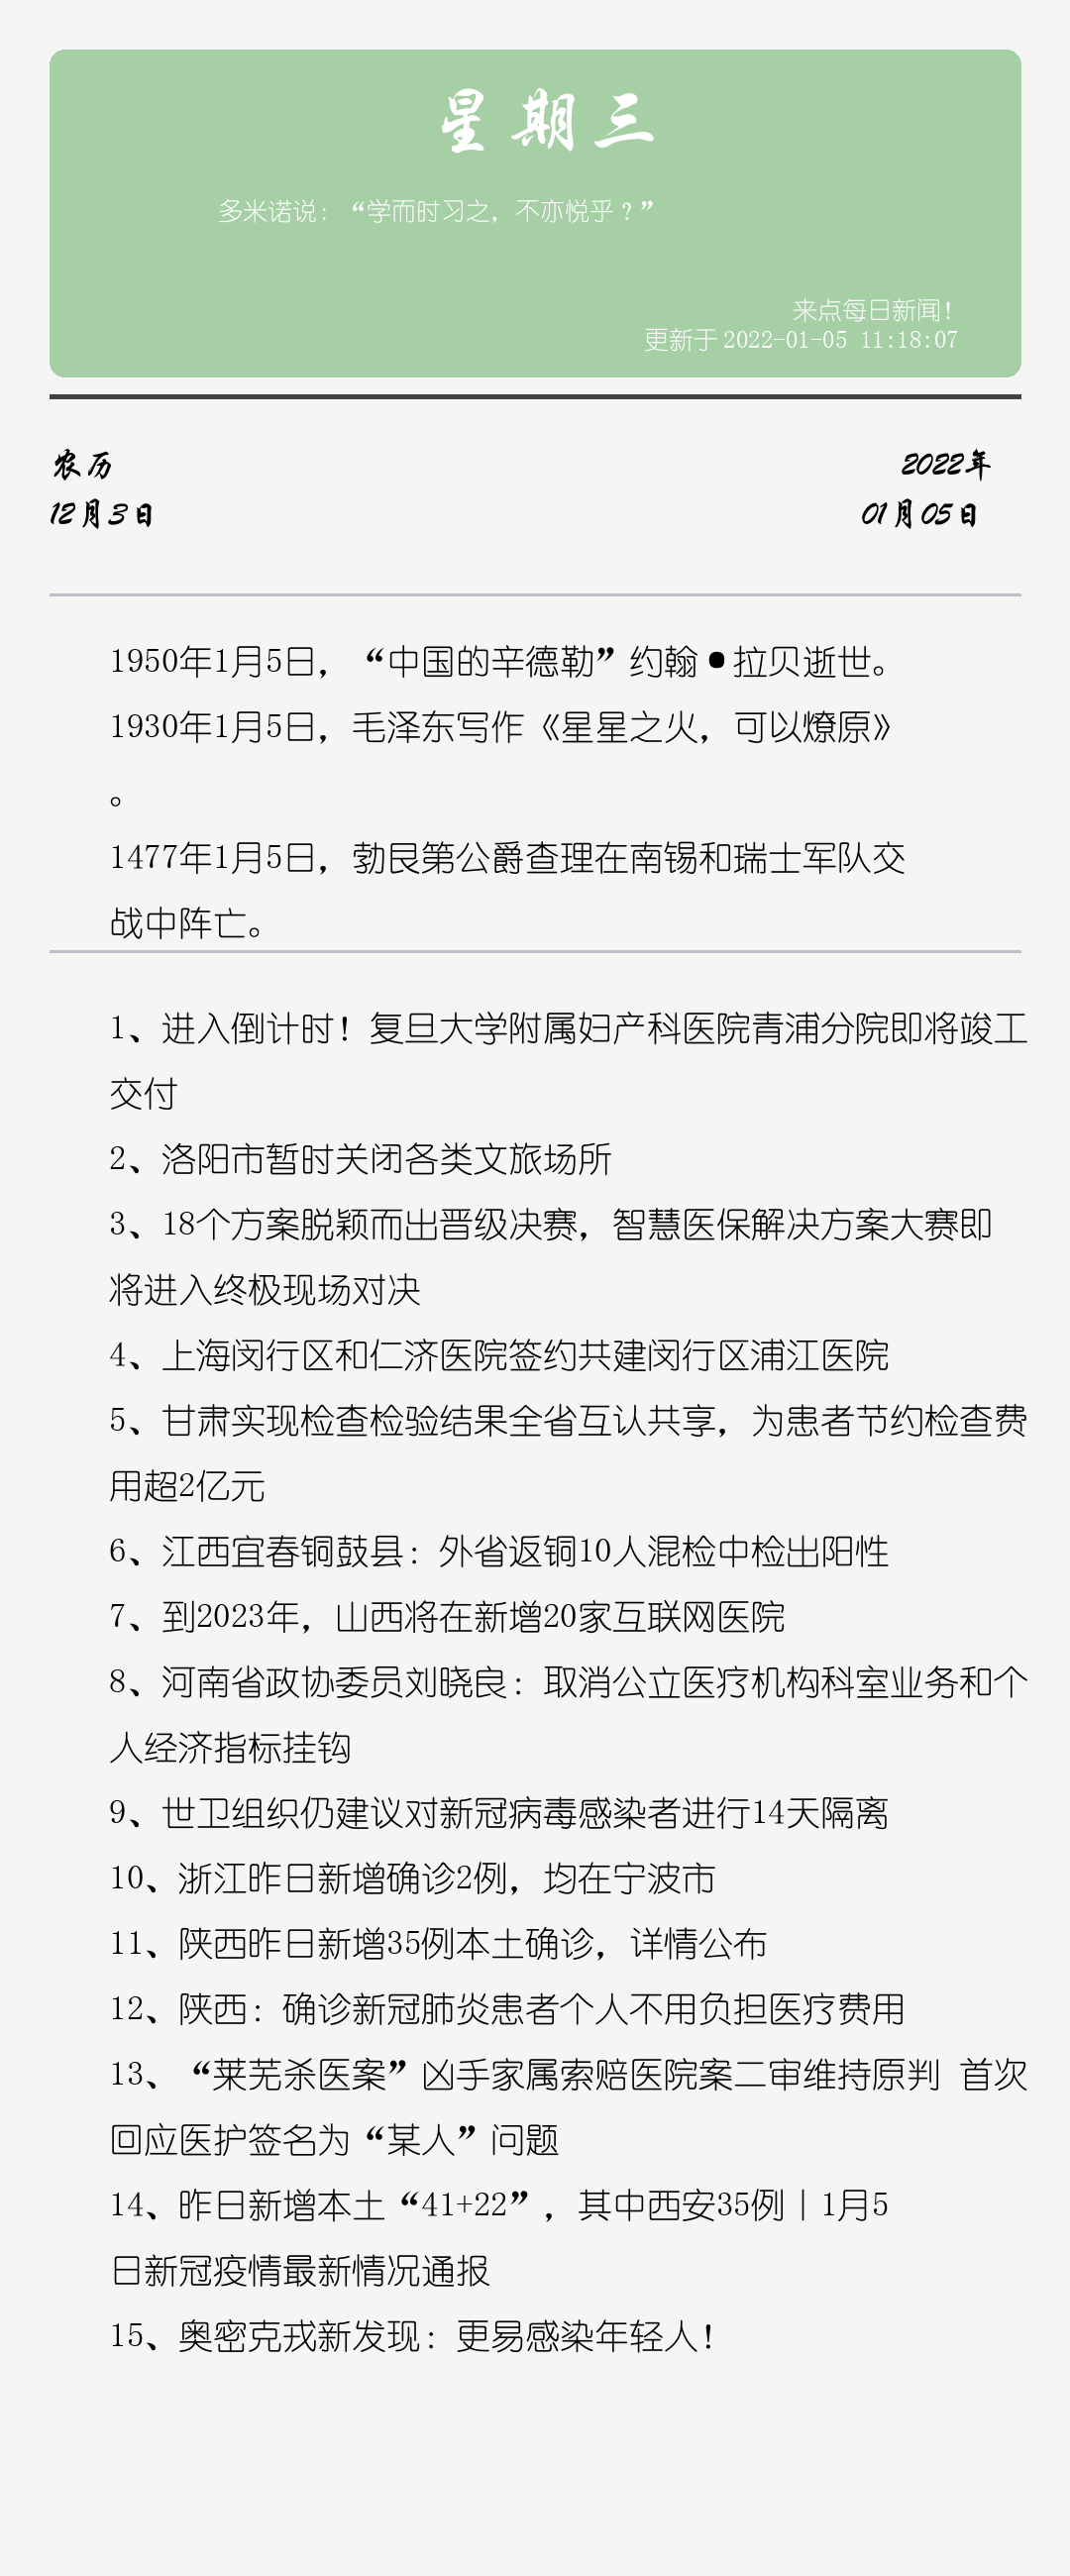 星期三
多米诺说：“学而时习之，不亦悦乎？”
来点每日新闻！
更新于2022-01-05 11:18:07
农历
12月3日
2022年
01月05日
1950年1月5日，“中国的辛德勒”约翰•拉贝逝世。
1930年1月5日，毛泽东写作《星星之火，可以燎原》
。
1477年1月5日，勃艮第公爵查理在南锡和瑞士军队交
战中阵亡。
1、进入倒计时！复旦大学附属妇产科医院青浦分院即将竣工
交付
2、洛阳市暂时关闭各类文旅场所
3、18个方案脱颖而出晋级决赛，智慧医保解决方案大赛即
将进入终极现场对决
4、上海闵行区和仁济医院签约共建闵行区浦江医院
5、甘肃实现检查检验结果全省互认共享，为患者节约检查费
用超2亿元
6、江西宜春铜鼓县：外省返铜10人混检中检出阳性
7、到2023年，山西将在新增20家互联网医院
8、河南省政协委员刘晓良：取消公立医疗机构科室业务和个
人经济指标挂钩
9、世卫组织仍建议对新冠病毒感染者进行14天隔离
10、浙江昨日新增确诊2例，均在宁波市
11、陕西昨日新增35例本土确诊，详情公布
12、陕西：确诊新冠肺炎患者个人不用负担医疗费用
13、“莱芜杀医案”凶手家属索赔医院案二审维持原判 首次
回应医护签名为“某人”问题
14、昨日新增本土“41+22”，其中西安35例丨1月5
日新冠疫情最新情况通报
15、奥密克戎新发现：更易感染年轻人！